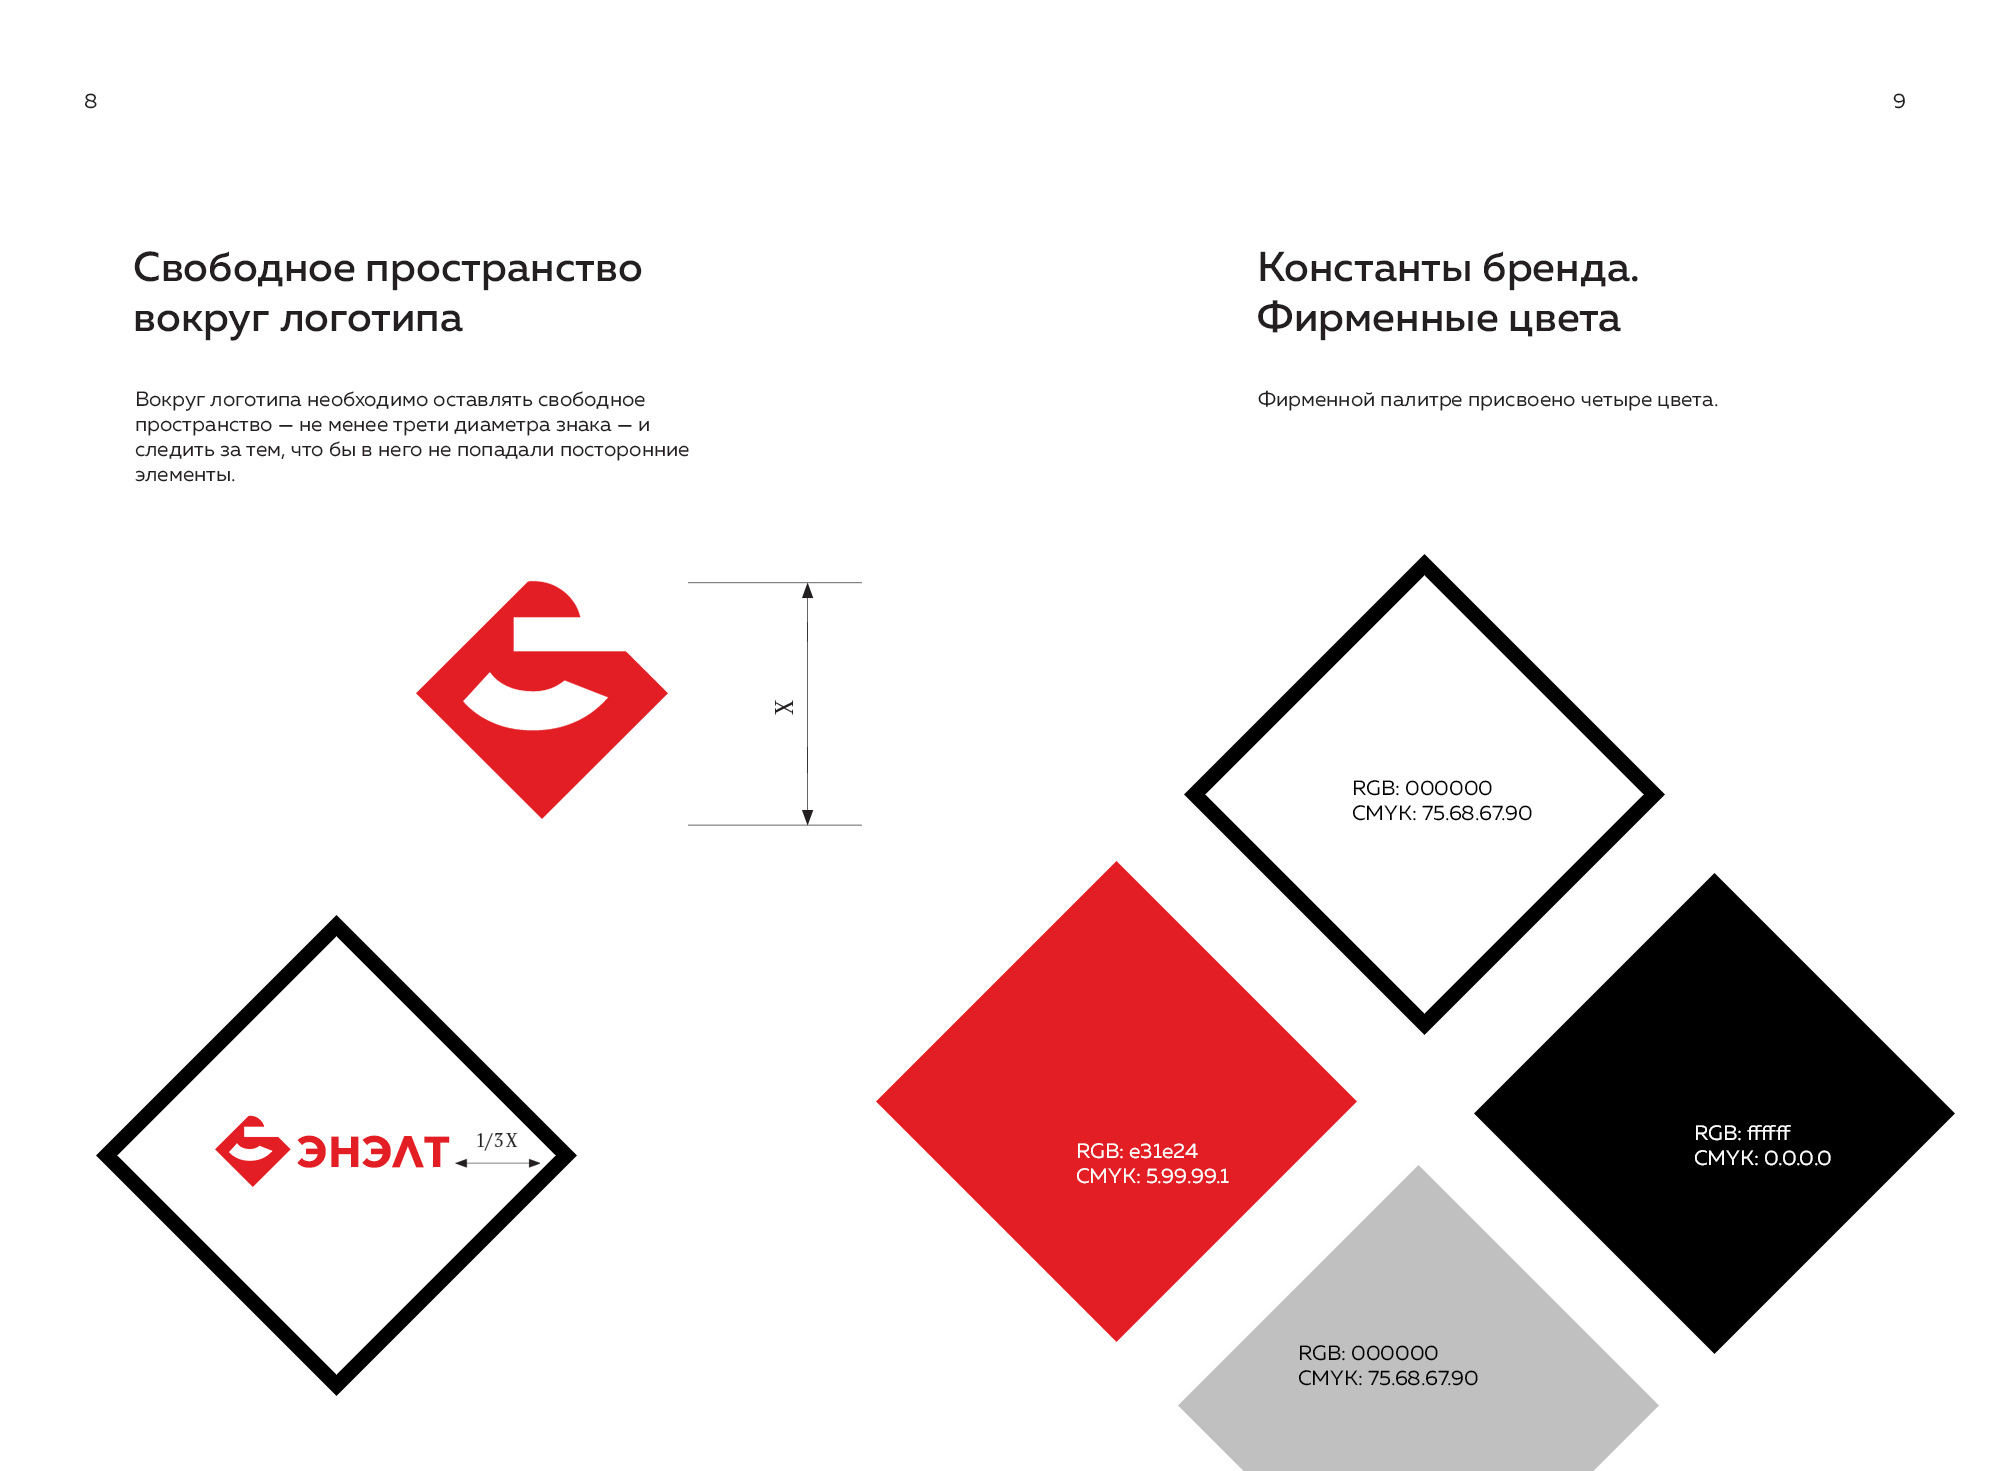 8
9
Свободное пространство
вокруг логотипа
Вокруг логотипа необходимо оставлять свободное
пространство — не менее трети диаметра знака — и
следить за тем, что бы в него не попадали посторонние
элементы.
X
ЭНЭЛТ
1/3X
Константы бренда.
Фирменные цвета
Фирменной палитре присвоено четыре цвета.
RGB: 000000
CMYK: 75.68.67.90
RGB: e31e24
CMYK: 5.99.99.1
RGB: ffffff
CMYK: 0.0.0.0
RGB: 000000
CMYK: 75.68.67.90